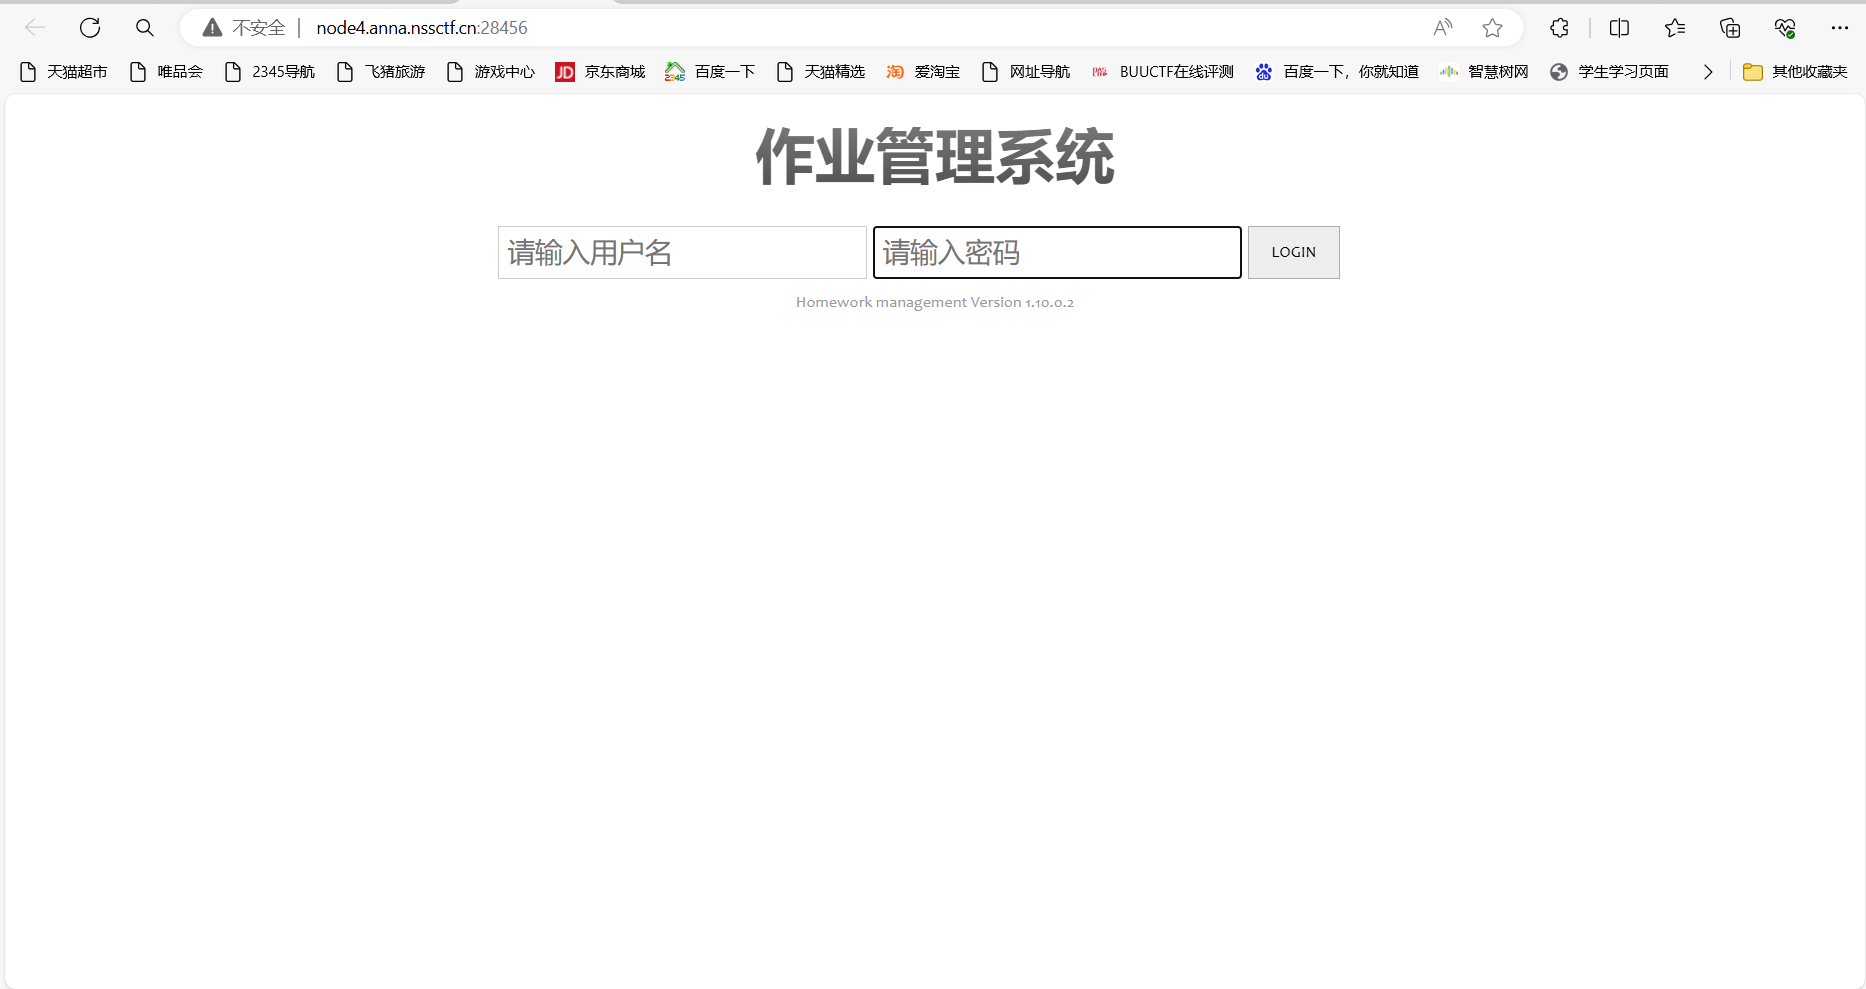 不安全 node4.anna.nssctf.cn:28456
天猫超市 唯品会 2345导航 飞猪旅游 游戏中心 JD 京东商城 2345 百度一下 天猫精选 淘 爱淘宝 网址导航 BUUCTF在线评测 du 百度一下，你就知道 智慧树网 学生学习页面 其他收藏夹
作业管理系统
请输入用户名 请输入密码 LOGIN
Homework management Version 1.10.0.2